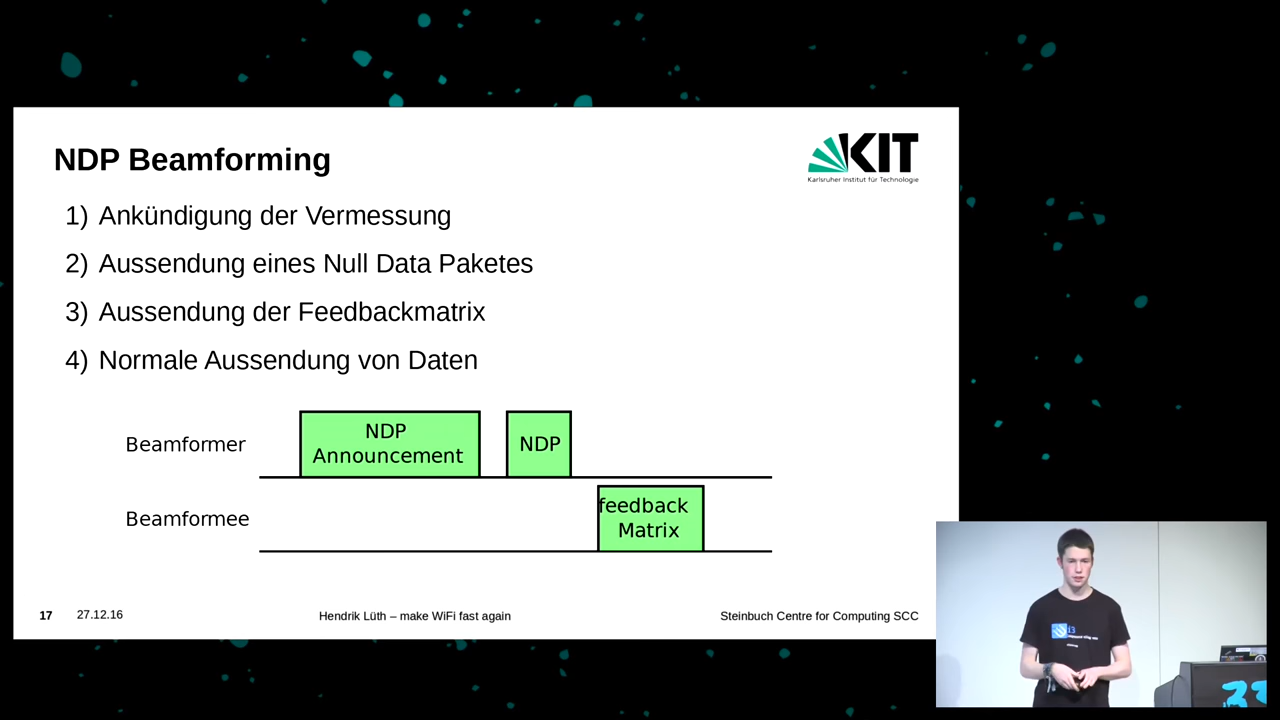 NDP Beamforming
KIT
Karlsruher Institut für Technologie
1) Ankündigung der Vermessung
2) Aussendung eines Null Data Paketes
3) Aussendung der Feedbackmatrix
4) Normale Aussendung von Daten
Beamformer
NDP
Announcement
NDP
Beamformee
feedback
Matrix
17
27.12.16
Hendrik Lüth – make WiFi fast again
Steinbuch Centre for Computing SCC